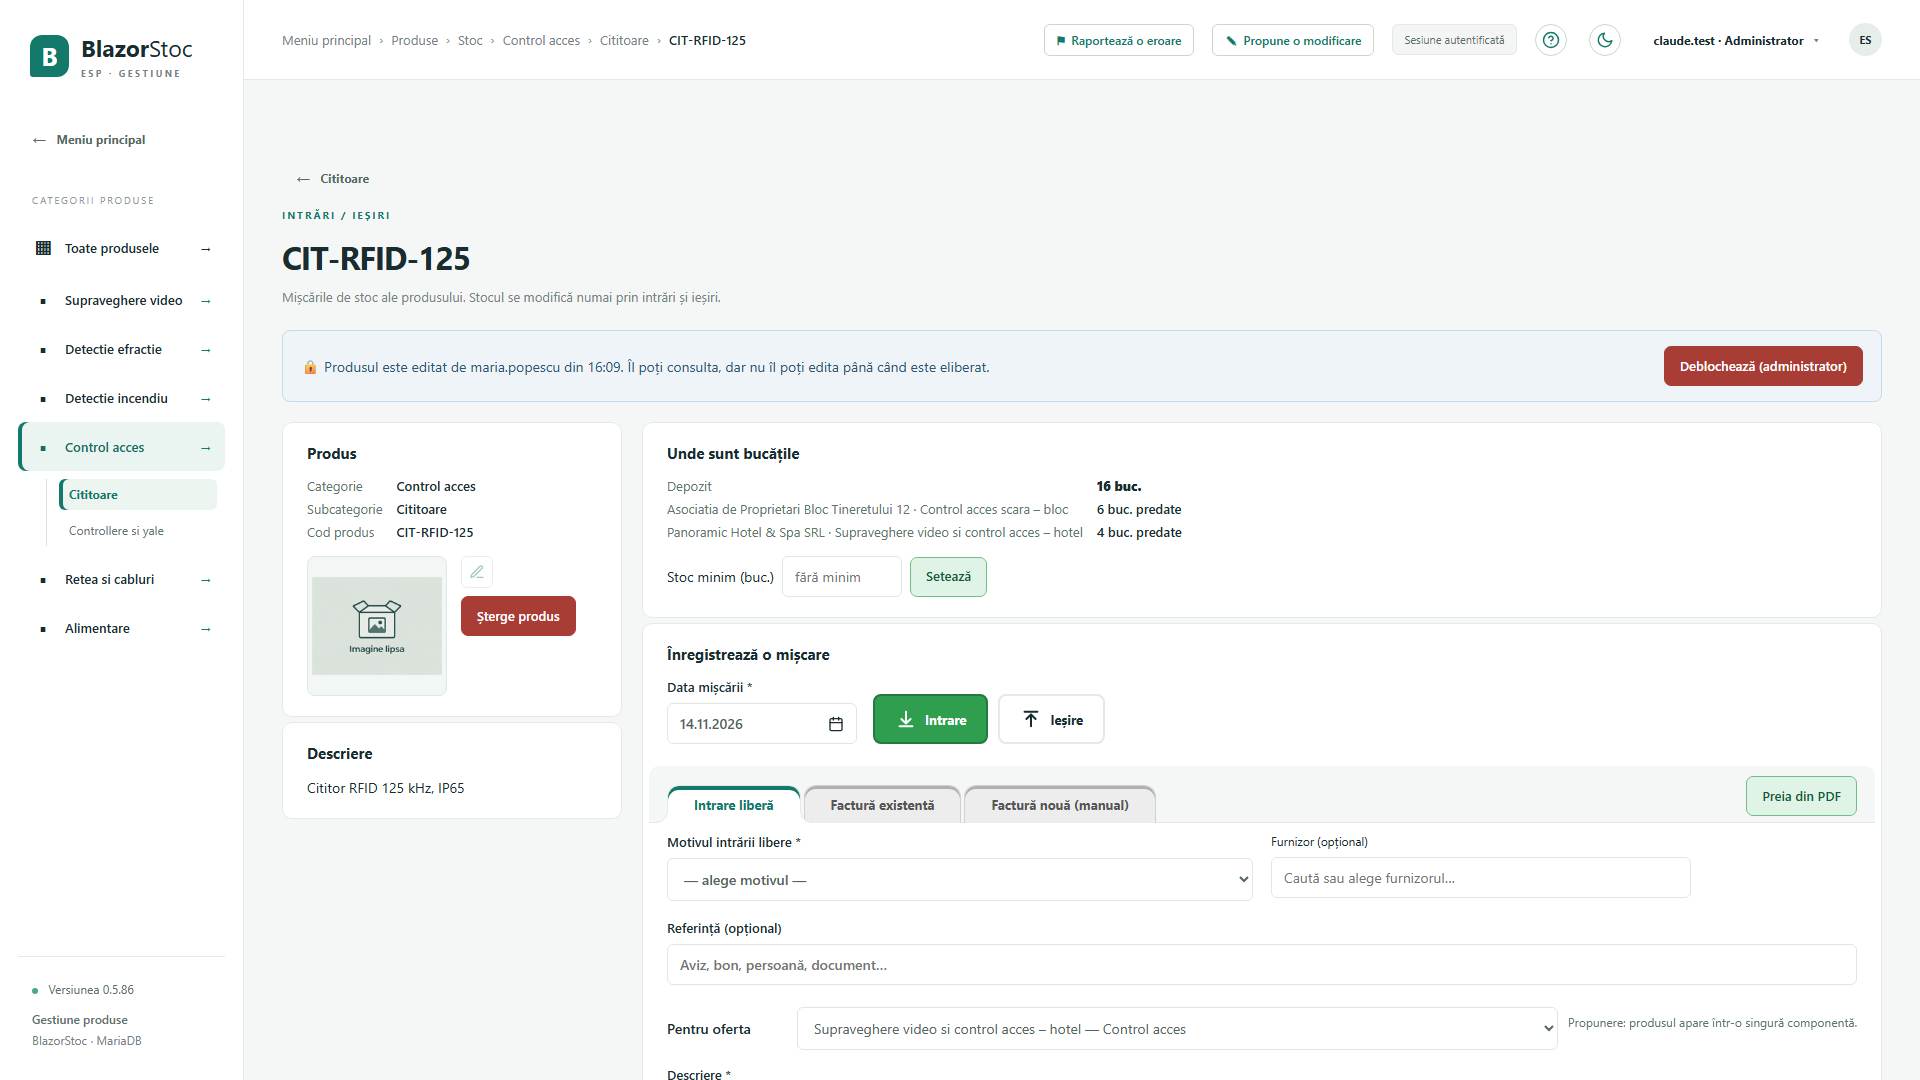 B BlazorStoc
ESP · GESTIUNE
← Meniu principal
CATEGORII PRODUSE
Toate produsele →
Supraveghere video →
Detectie efractie →
Detectie incendiu →
Control acces →
Cititoare
Controllere si yale
Retea si cabluri →
Alimentare →
Versiunea 0.5.86
Gestiune produse
BlazorStoc · MariaDB
Meniu principal › Produse › Stoc › Control acces › Cititoare › CIT-RFID-125
Raportează o eroare
Propune o modificare
Sesiune autentificată
claude.test · Administrator
ES
← Cititoare
INTRĂRI / IEȘIRI
CIT-RFID-125
Mișcările de stoc ale produsului. Stocul se modifică numai prin intrări și ieșiri.
Produsul este editat de maria.popescu din 16:09. Îl poți consulta, dar nu îl poți edita până când este eliberat.
Deblochează (administrator)
Produs
Categorie Control acces
Subcategorie Cititoare
Cod produs CIT-RFID-125
Imagine lipsa
Șterge produs
Descriere
Cititor RFID 125 kHz, IP65
Unde sunt bucățile
Depozit 16 buc.
Asociatia de Proprietari Bloc Tineretului 12 · Control acces scara – bloc 6 buc. predate
Panoramic Hotel & Spa SRL · Supraveghere video si control acces – hotel 4 buc. predate
Stoc minim (buc.) fără minim Setează
Înregistrează o mișcare
Data mișcării *
14.11.2026
Intrare
Ieșire
Intrare liberă
Factură existentă
Factură nouă (manual)
Preia din PDF
Motivul intrării libere *
— alege motivul —
Furnizor (opțional)
Caută sau alege furnizorul...
Referință (opțional)
Aviz, bon, persoană, document...
Pentru oferta Supraveghere video si control acces – hotel — Control acces Propunere: produsul apare într-o singură componentă.
Descriere *